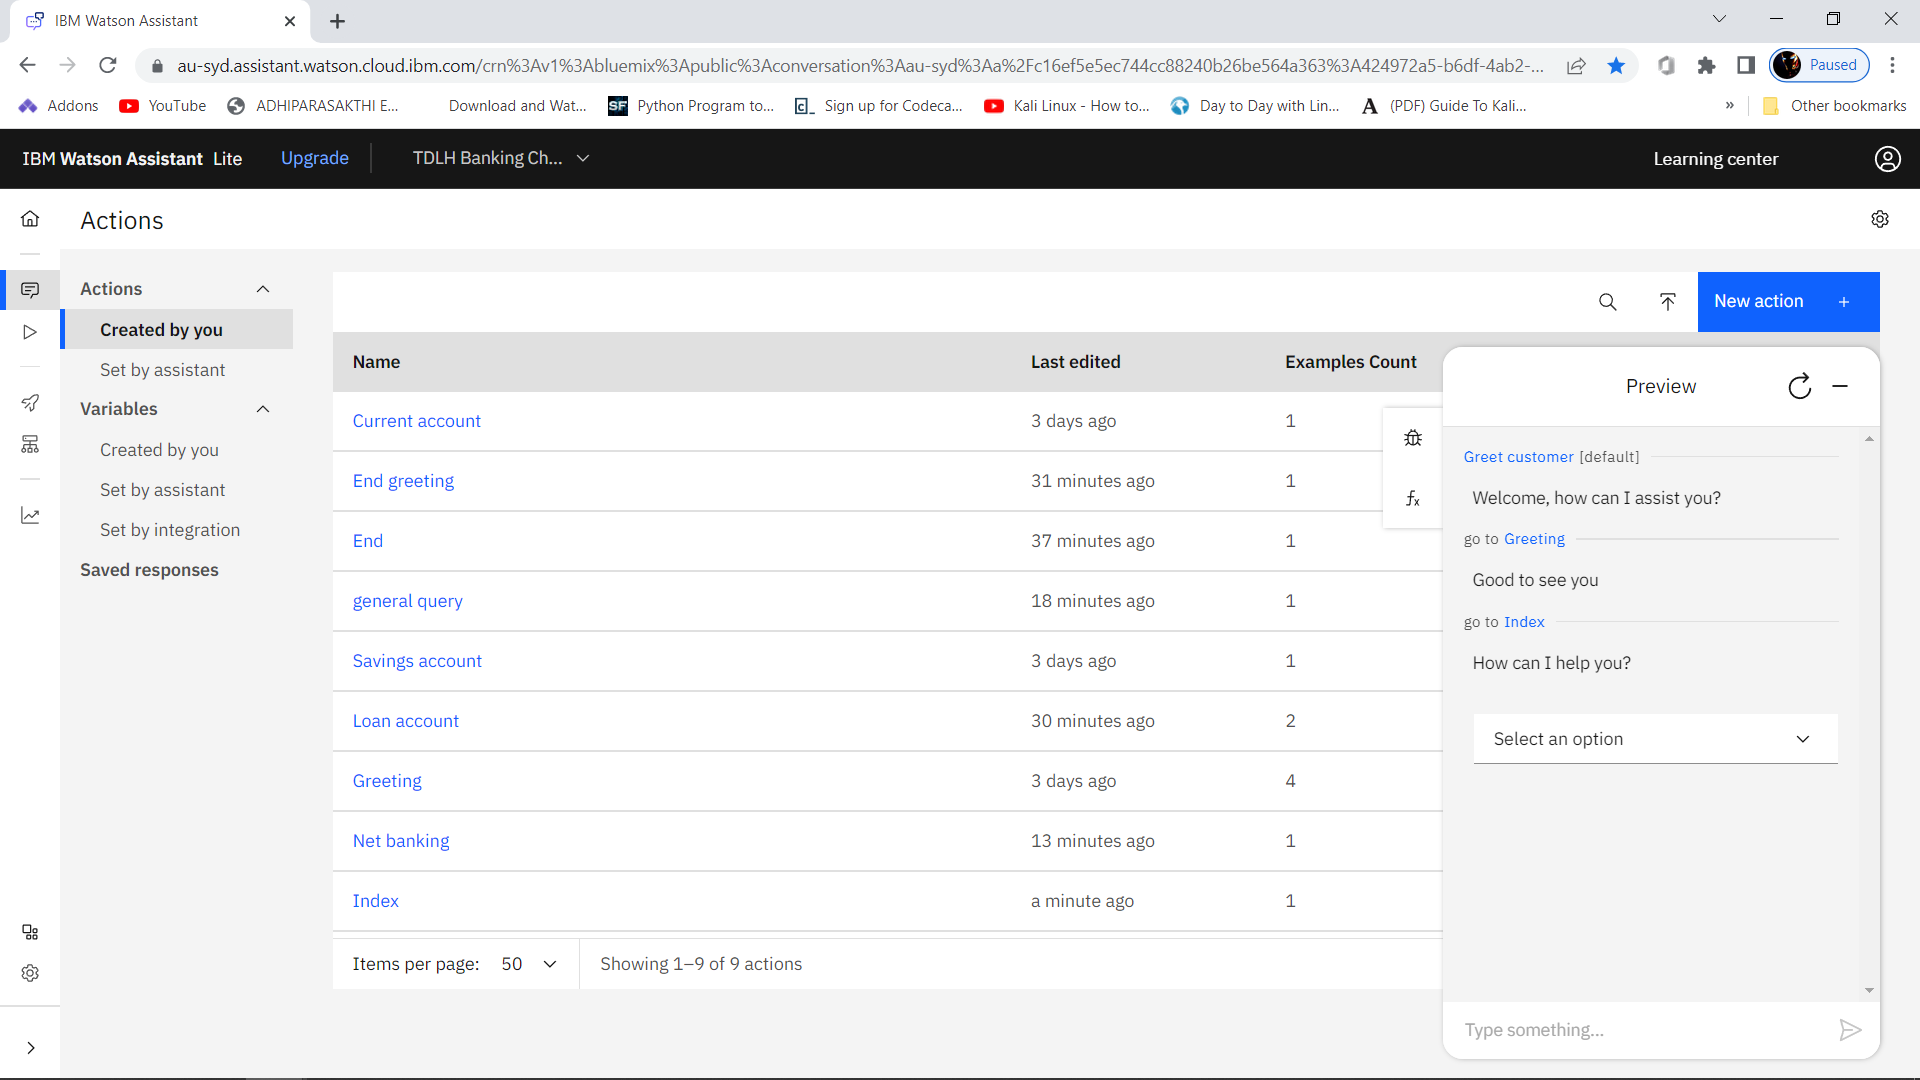 IBM Watson Assistant
au-syd.assistant.watson.cloud.ibm.com/crn%3Av1%3Abluemix%3Apublic%3Aconversation%3Aau-syd%3Aa%2Fc16ef5e5ec744cc88240b26be564a363%3A424972a5-b6df-4ab2-...
Paused
Addons
YouTube
ADHIPARASAKTHI E...
Download and Wat...
SF
Python Program to...
c_
Sign up for Codeca...
Kali Linux - How to...
Day to Day with Lin...
A
(PDF) Guide To Kali...
»
Other bookmarks
IBM Watson Assistant Lite
Upgrade
TDLH Banking Ch...
Learning center
Actions
Actions
Created by you
Set by assistant
Variables
Created by you
Set by assistant
Set by integration
Saved responses
New action +
Name Last edited Examples Count
Current account 3 days ago 1
End greeting 31 minutes ago 1
End 37 minutes ago 1
general query 18 minutes ago 1
Savings account 3 days ago 1
Loan account 30 minutes ago 2
Greeting 3 days ago 4
Net banking 13 minutes ago 1
Index a minute ago 1
Items per page: 50
Showing 1–9 of 9 actions
fx
Preview
Greet customer [default]
Welcome, how can I assist you?
go to Greeting
Good to see you
go to Index
How can I help you?
Select an option
Type something...